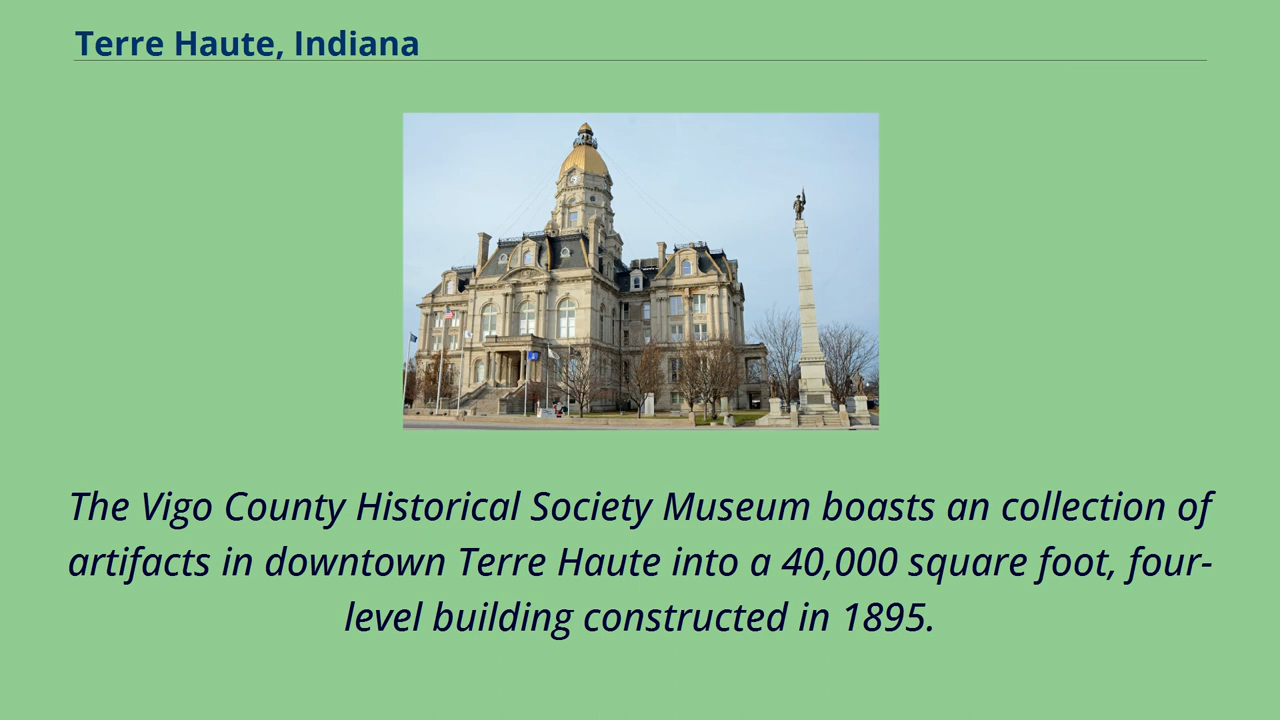 Terre Haute, Indiana
The Vigo County Historical Society Museum boasts an collection of
artifacts in downtown Terre Haute into a 40,000 square foot, four-
level building constructed in 1895.